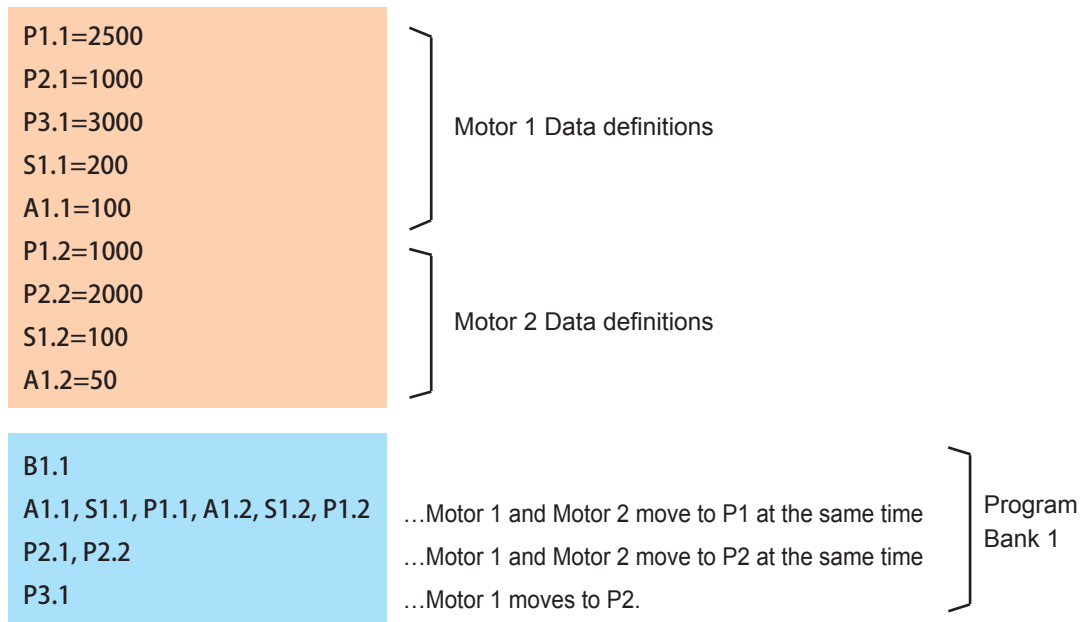 P1.1=2500
P2.1=1000
P3.1=3000
S1.1=200
A1.1=100
Motor 1 Data definitions
P1.2=1000
P2.2=2000
S1.2=100
A1.2=50
Motor 2 Data definitions
B1.1
A1.1, S1.1, P1.1, A1.2, S1.2, P1.2 …Motor 1 and Motor 2 move to P1 at the same time
P2.1, P2.2 …Motor 1 and Motor 2 move to P2 at the same time
P3.1 …Motor 1 moves to P2.
Program
Bank 1